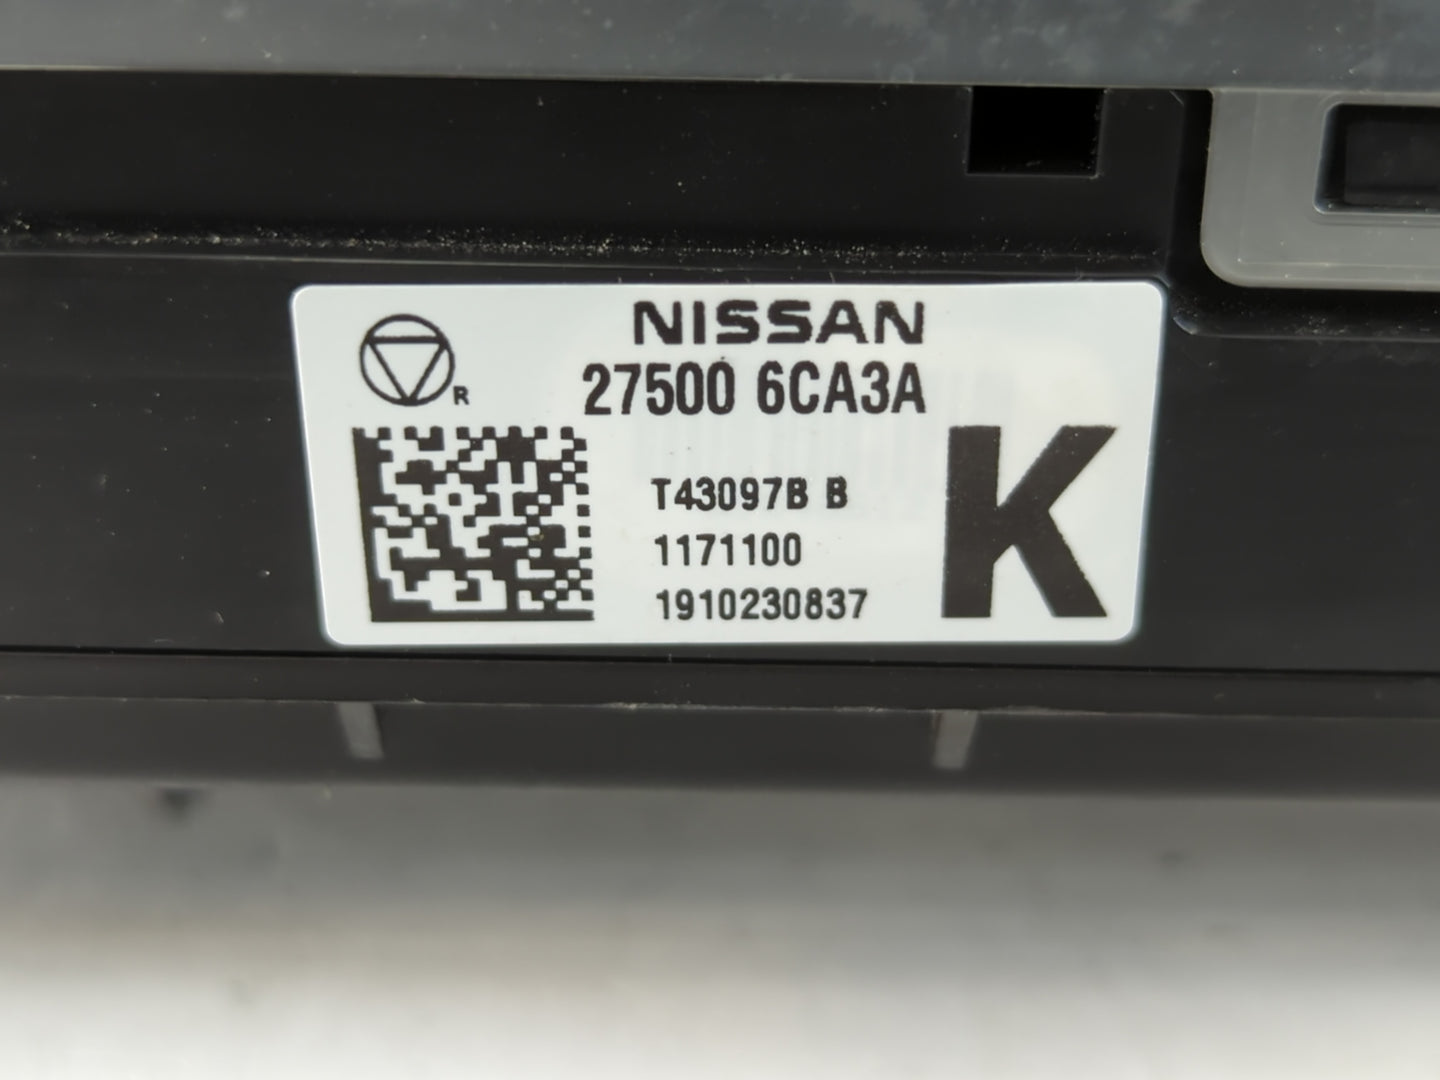 NISSAN
27500 6CA3A
R
T43097B B
1171100
1910230837
K